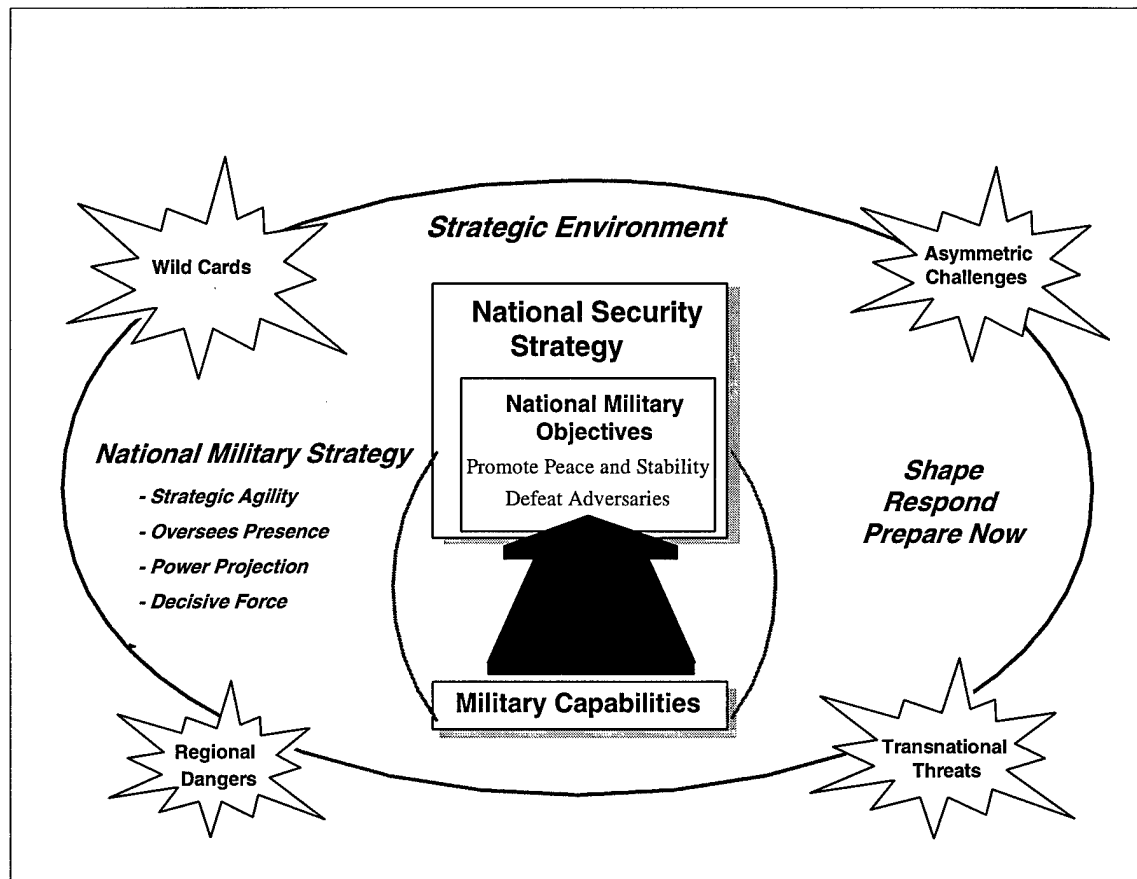 Strategic Environment
Wild Cards
Asymmetric
Challenges
National Security
Strategy
National Military
Objectives
Promote Peace and Stability
Defeat Adversaries
National Military Strategy
- Strategic Agility
- Oversees Presence
- Power Projection
- Decisive Force
Shape
Respond
Prepare Now
Military Capabilities
Regional
Dangers
Transnational
Threats